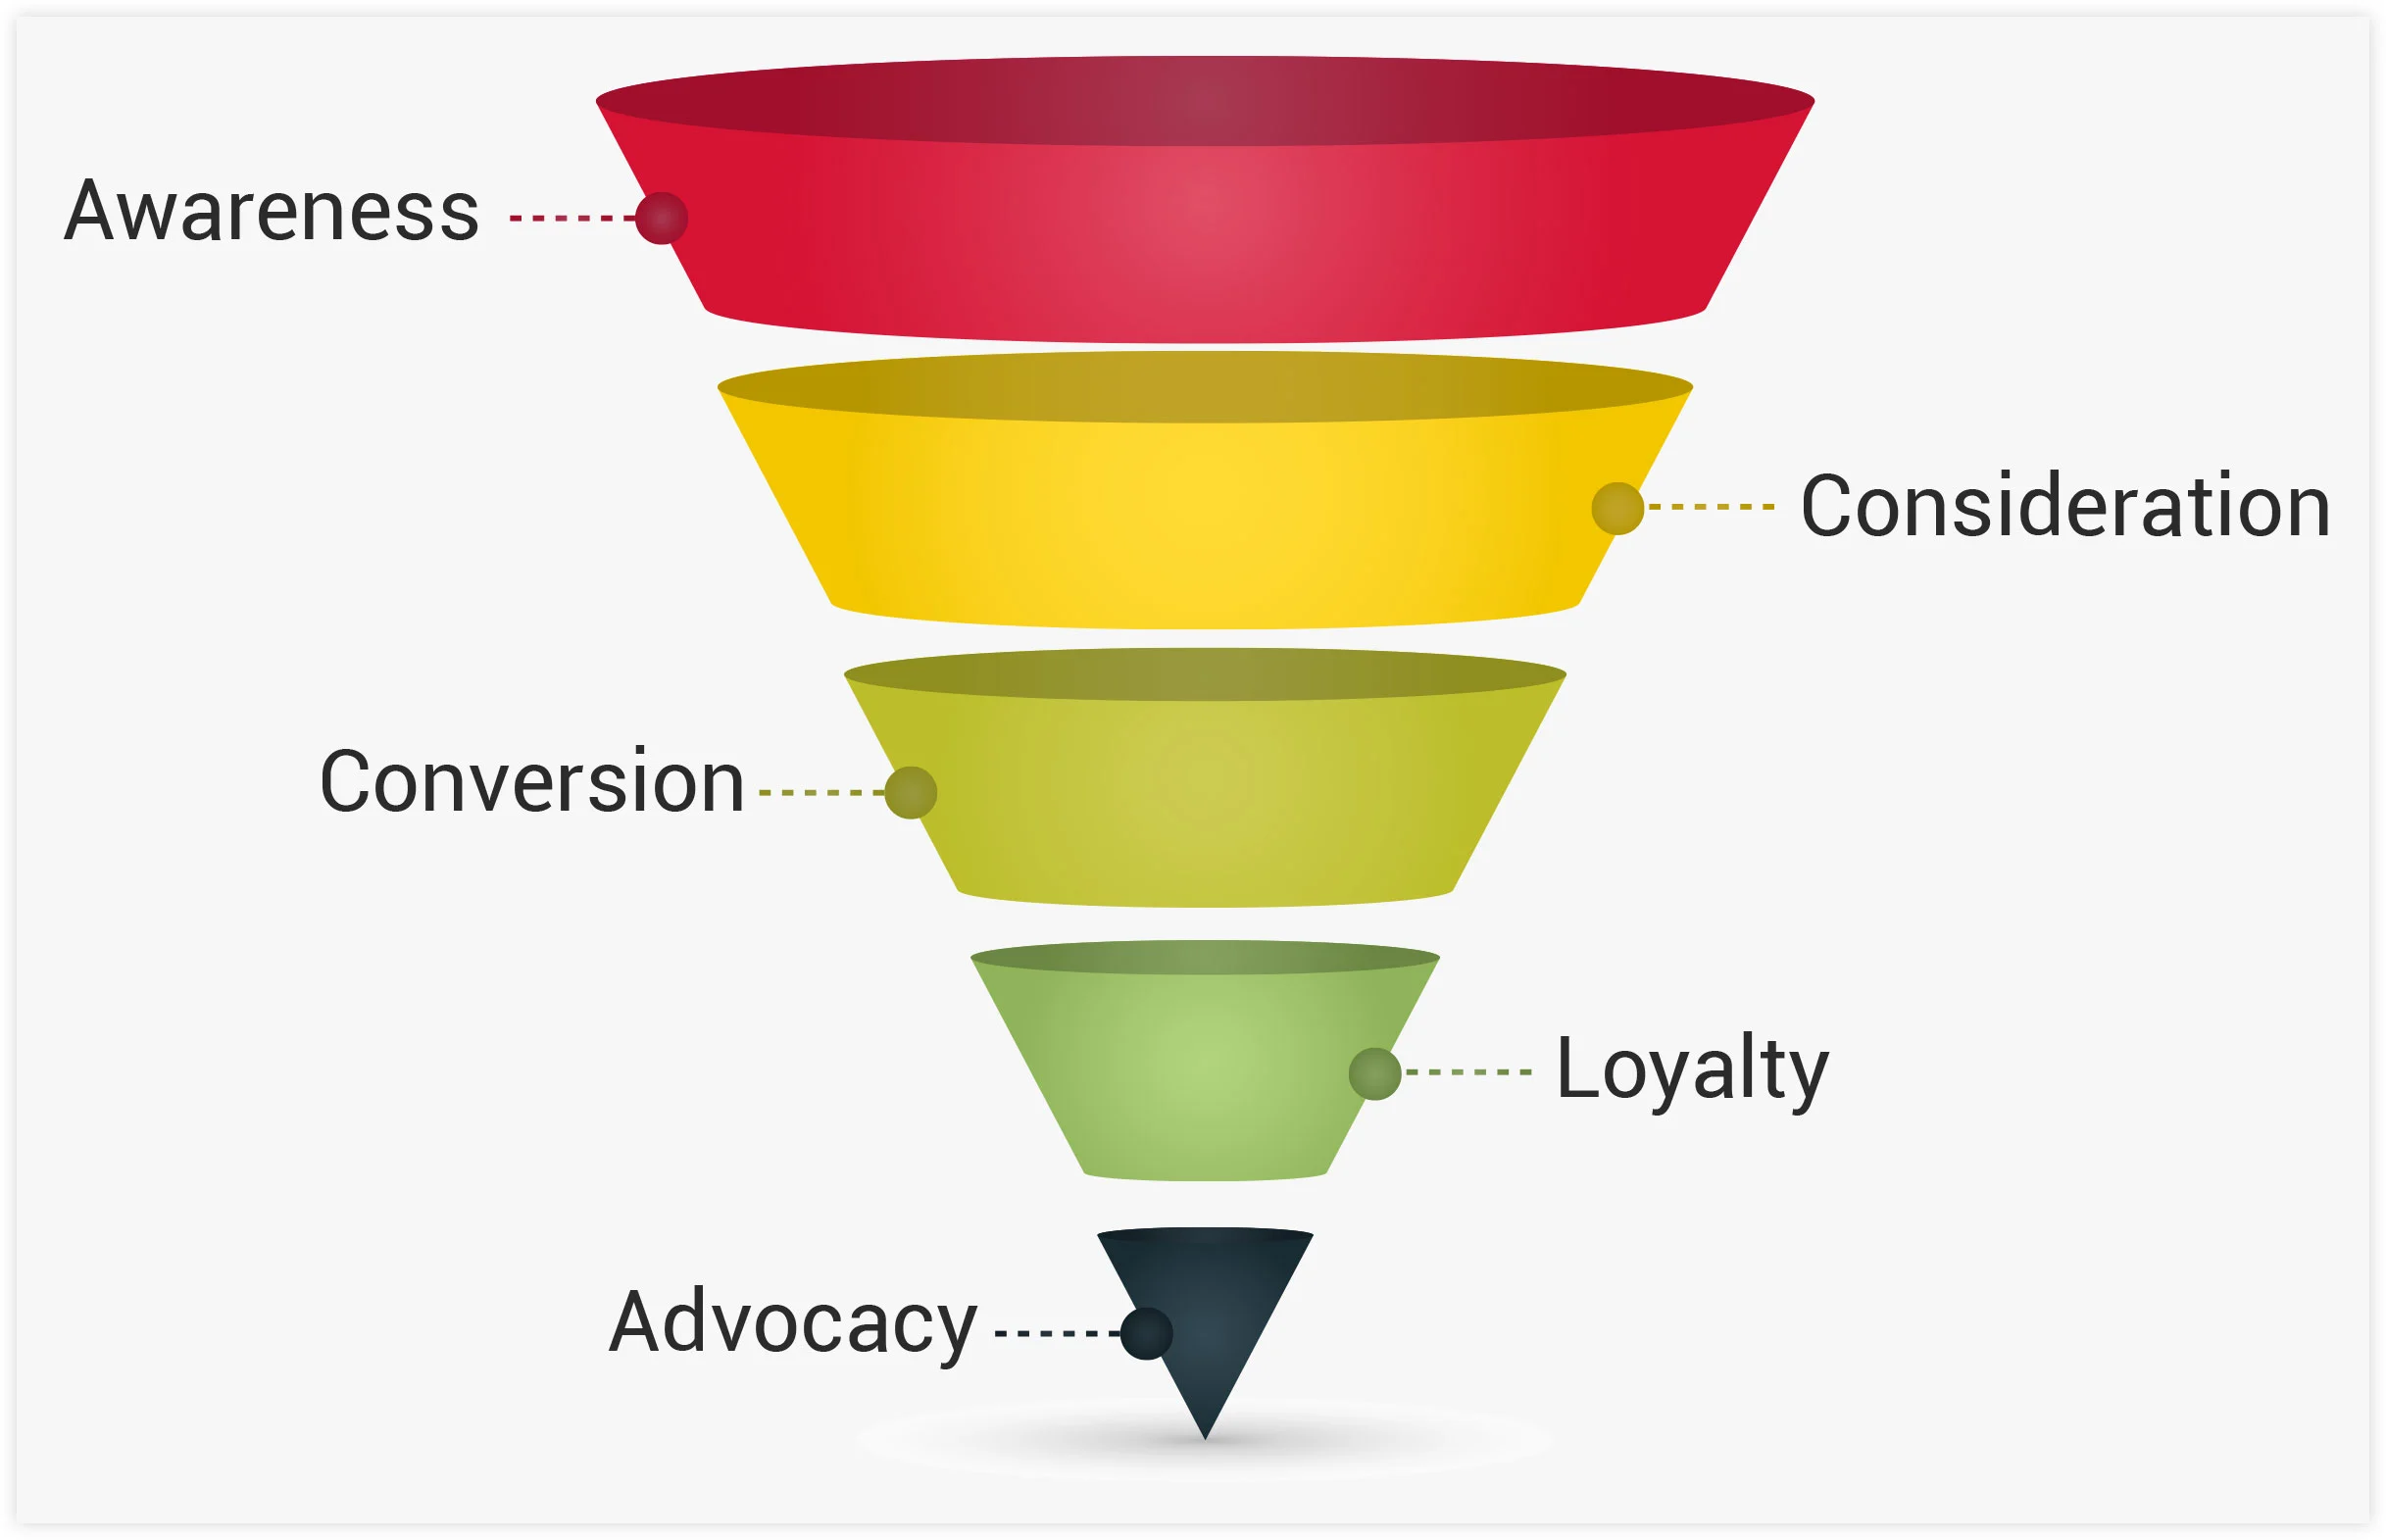 Awareness
Consideration
Conversion
Loyalty
Advocacy